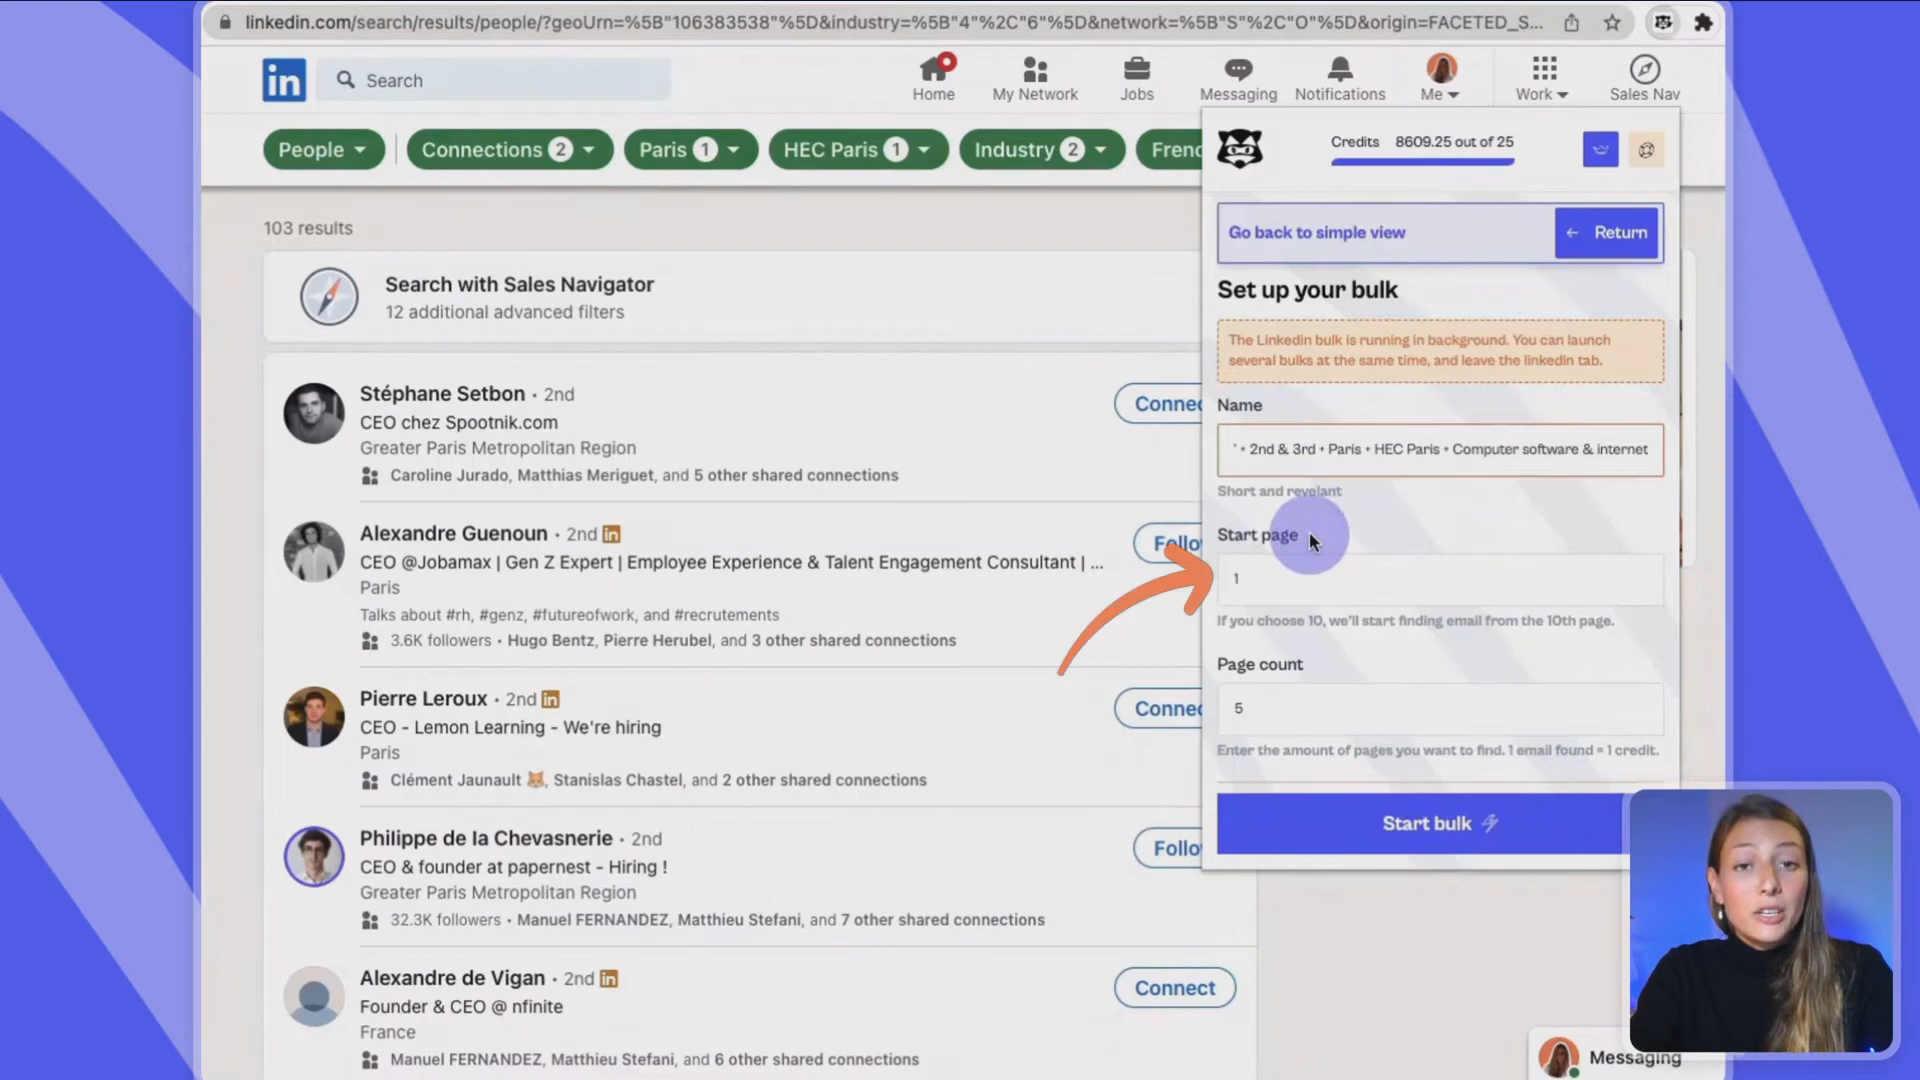 linkedin.com/search/results/people/?geoUrn=%5B"106383538"%5D&industry=%5B"4"%2C"6"%5D&network=%5B"S"%2C"O"%5D&origin=FACETED_S...
in
Search
Home
My Network
Jobs
Messaging
Notifications
Me
Work
Sales Nav
People
Connections 2
Paris 1
HEC Paris 1
Industry 2
Frenc
103 results
Search with Sales Navigator
12 additional advanced filters
Stéphane Setbon • 2nd
CEO chez Spootnik.com
Greater Paris Metropolitan Region
Caroline Jurado, Matthias Meriguet, and 5 other shared connections
Connec
Alexandre Guenoun • 2nd in
CEO @Jobamax | Gen Z Expert | Employee Experience & Talent Engagement Consultant | ...
Paris
Talks about #rh, #genz, #futureofwork, and #recrutements
3.6K followers • Hugo Bentz, Pierre Herubel, and 3 other shared connections
Follo
Pierre Leroux • 2nd in
CEO - Lemon Learning - We're hiring
Paris
Clément Jaunault 🦊, Stanislas Chastel, and 2 other shared connections
Connec
Philippe de la Chevasnerie • 2nd
CEO & founder at papernest - Hiring !
Greater Paris Metropolitan Region
32.3K followers • Manuel FERNANDEZ, Matthieu Stefani, and 7 other shared connections
Follo
Alexandre de Vigan • 2nd in
Founder & CEO @ nfinite
France
Manuel FERNANDEZ, Matthieu Stefani, and 6 other shared connections
Connect
Credits 8609.25 out of 25
Go back to simple view
← Return
Set up your bulk
The Linkedin bulk is running in background. You can launch
several bulks at the same time, and leave the linkedin tab.
Name
' • 2nd & 3rd • Paris • HEC Paris • Computer software & internet
Short and revelant
Start page
1
If you choose 10, we'll start finding email from the 10th page.
Page count
5
Enter the amount of pages you want to find. 1 email found = 1 credit.
Start bulk
Messaging